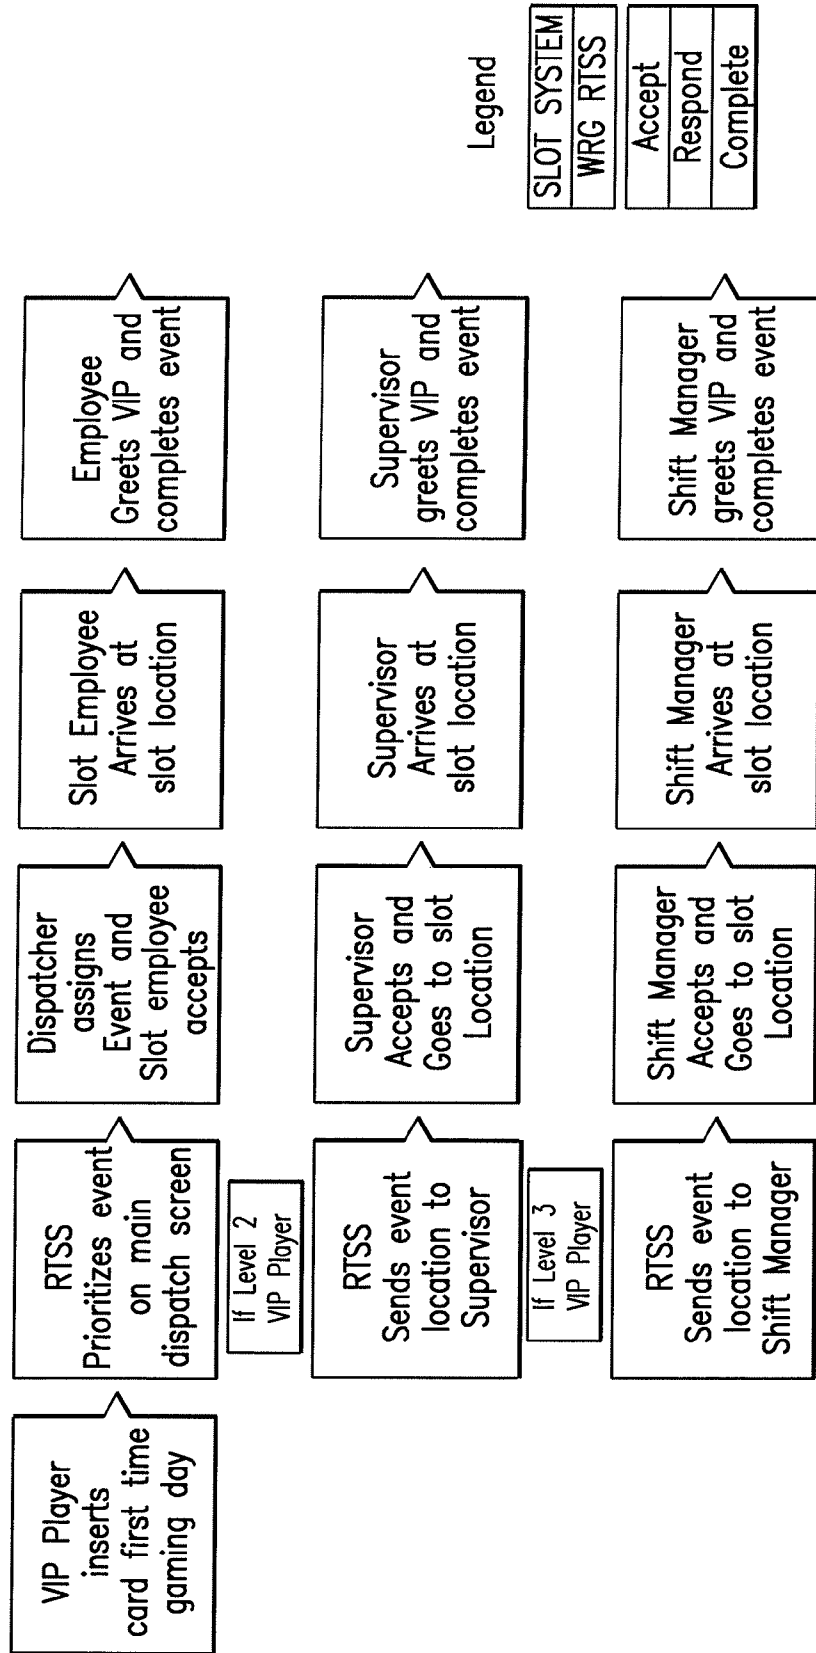 VIP Player
inserts
card first time
gaming day
RTSS
Prioritizes event
on main
dispatch screen
Dispatcher
assigns
Event and
Slot employee
accepts
Slot Employee
Arrives at
slot location
Employee
Greets VIP and
completes event
If Level 2
VIP Player
RTSS
Sends event
location to
Supervisor
Supervisor
Accepts and
Goes to slot
Location
Supervisor
Arrives at
slot location
Supervisor
greets VIP and
completes event
If Level 3
VIP Player
RTSS
Sends event
location to
Shift Manager
Shift Manager
Accepts and
Goes to slot
Location
Shift Manager
Arrives at
slot location
Shift Manager
greets VIP and
completes event
Legend
SLOT SYSTEM
WRG RTSS
Accept
Respond
Complete